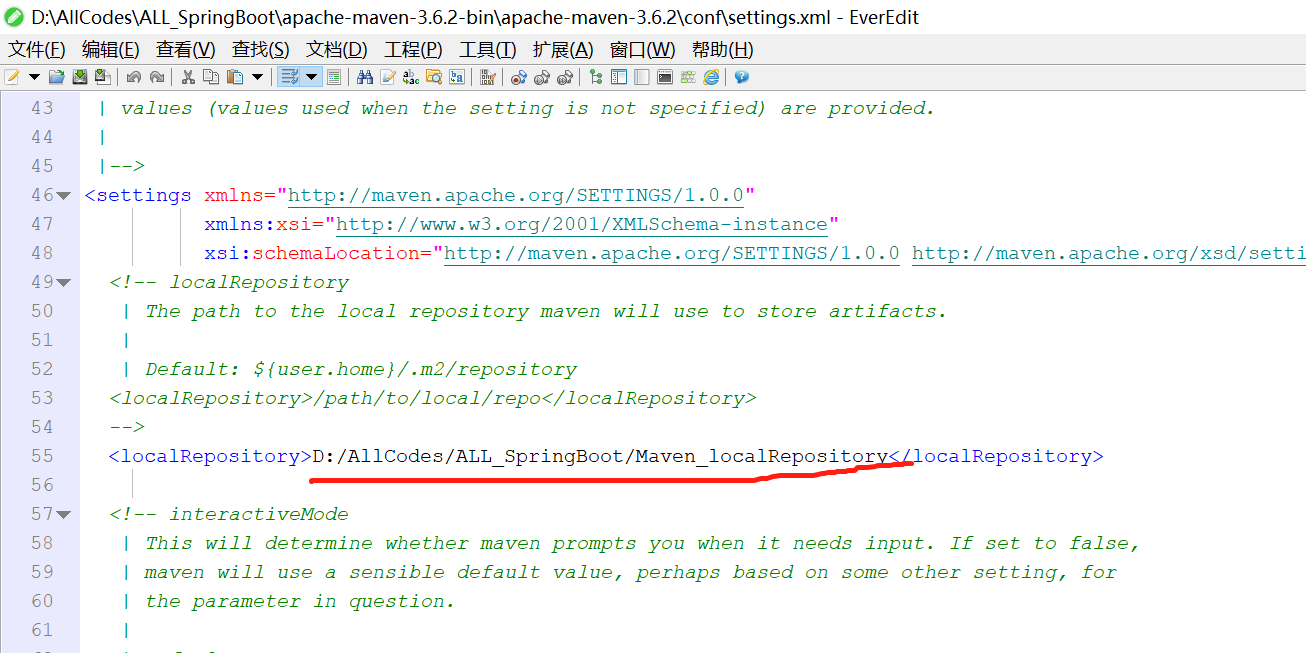 D:\AllCodes\ALL_SpringBoot\apache-maven-3.6.2-bin\apache-maven-3.6.2\conf\settings.xml - EverEdit
文件(F) 编辑(E) 查看(V) 查找(S) 文档(D) 工程(P) 工具(T) 扩展(A) 窗口(W) 帮助(H)
43 | values (values used when the setting is not specified) are provided.
44 |
45 |-->
46 <settings xmlns="http://maven.apache.org/SETTINGS/1.0.0"
47 xmlns:xsi="http://www.w3.org/2001/XMLSchema-instance"
48 xsi:schemaLocation="http://maven.apache.org/SETTINGS/1.0.0 http://maven.apache.org/xsd/setti
49 <!-- localRepository
50 | The path to the local repository maven will use to store artifacts.
51 |
52 | Default: ${user.home}/.m2/repository
53 <localRepository>/path/to/local/repo</localRepository>
54 -->
55 <localRepository>D:/AllCodes/ALL_SpringBoot/Maven_localRepository</localRepository>
56
57 <!-- interactiveMode
58 | This will determine whether maven prompts you when it needs input. If set to false,
59 | maven will use a sensible default value, perhaps based on some other setting, for
60 | the parameter in question.
61 |